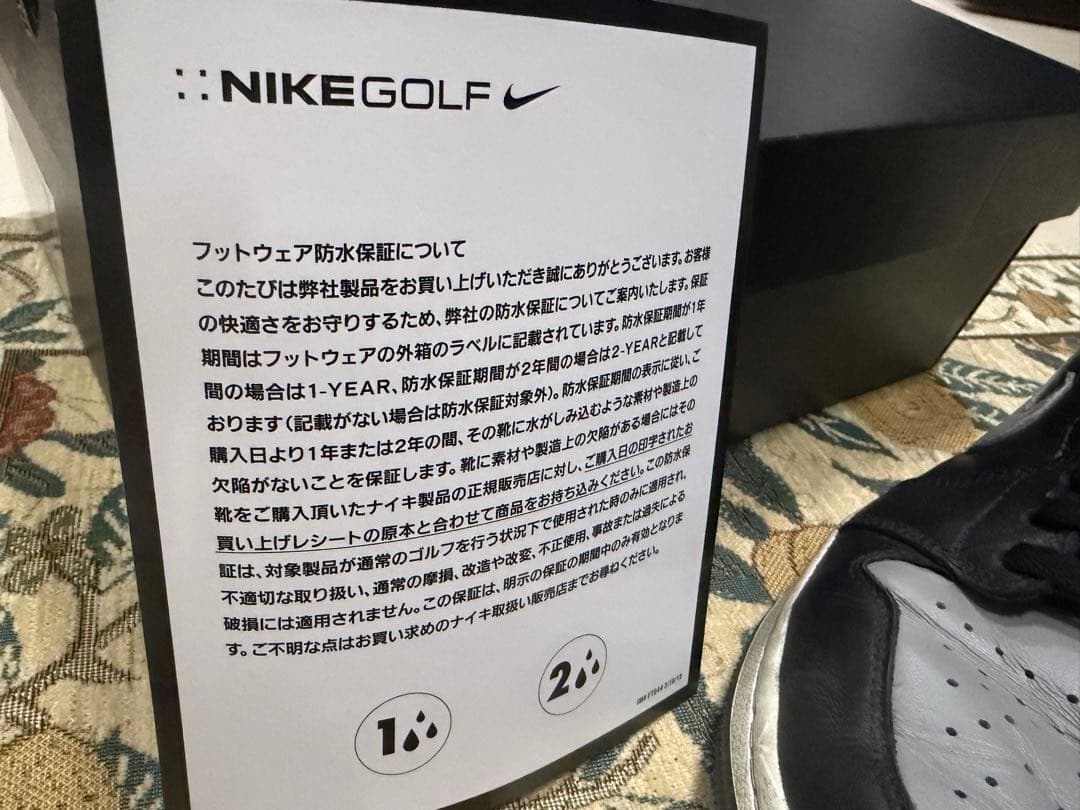 NIKEGOLF
フットウェア防水保証について
このたびは弊社製品をお買い上げいただき誠にありがとうございます。お客様
の快適さをお守りするため、弊社の防水保証についてご案内いたします。保証
期間はフットウェアの外箱のラベルに記載されています。防水保証期間が1年
間の場合は1-YEAR、防水保証期間が2年間の場合は2-YEARと記載して
おります（記載がない場合は防水保証対象外）。防水保証期間の表示に従い、ご
購入日より1年または2年の間、その靴に水がしみ込むような素材や製造上の
欠陥がないことを保証します。靴に素材や製造上の欠陥がある場合にはその
靴をご購入頂いたナイキ製品の正規販売店に対し、ご購入日の印字されたお
買い上げレシートの原本と合わせて商品をお持ち込みください。この防水保
証は、対象製品が通常のゴルフを行う状況下で使用された時のみに適用され、
不適切な取り扱い、通常の摩損、改造や改変、不正使用、事故または過失による
破損には適用されません。この保証は、明示の保証の期間中のみ有効となりま
す。ご不明な点はお買い求めのナイキ取扱い販売店までお尋ねください。
1
2